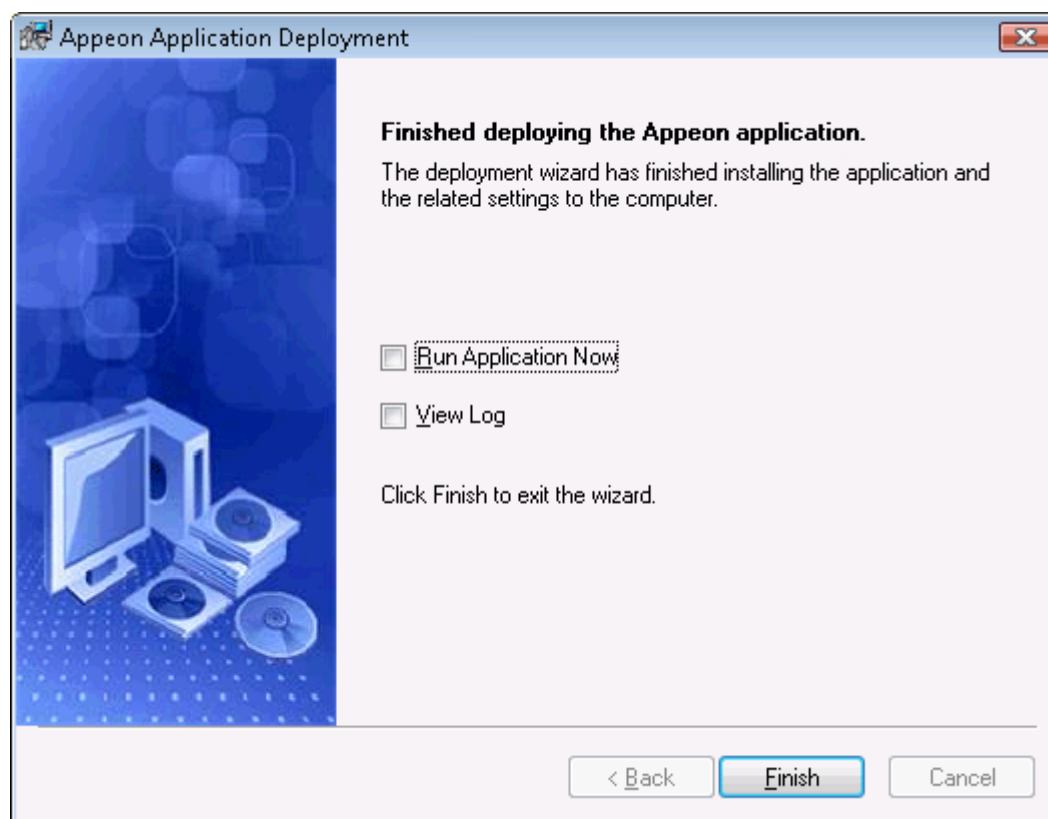 Appeon Application Deployment
Finished deploying the Appeon application.
The deployment wizard has finished installing the application and
the related settings to the computer.
Run Application Now
View Log
Click Finish to exit the wizard.
< Back
Finish
Cancel